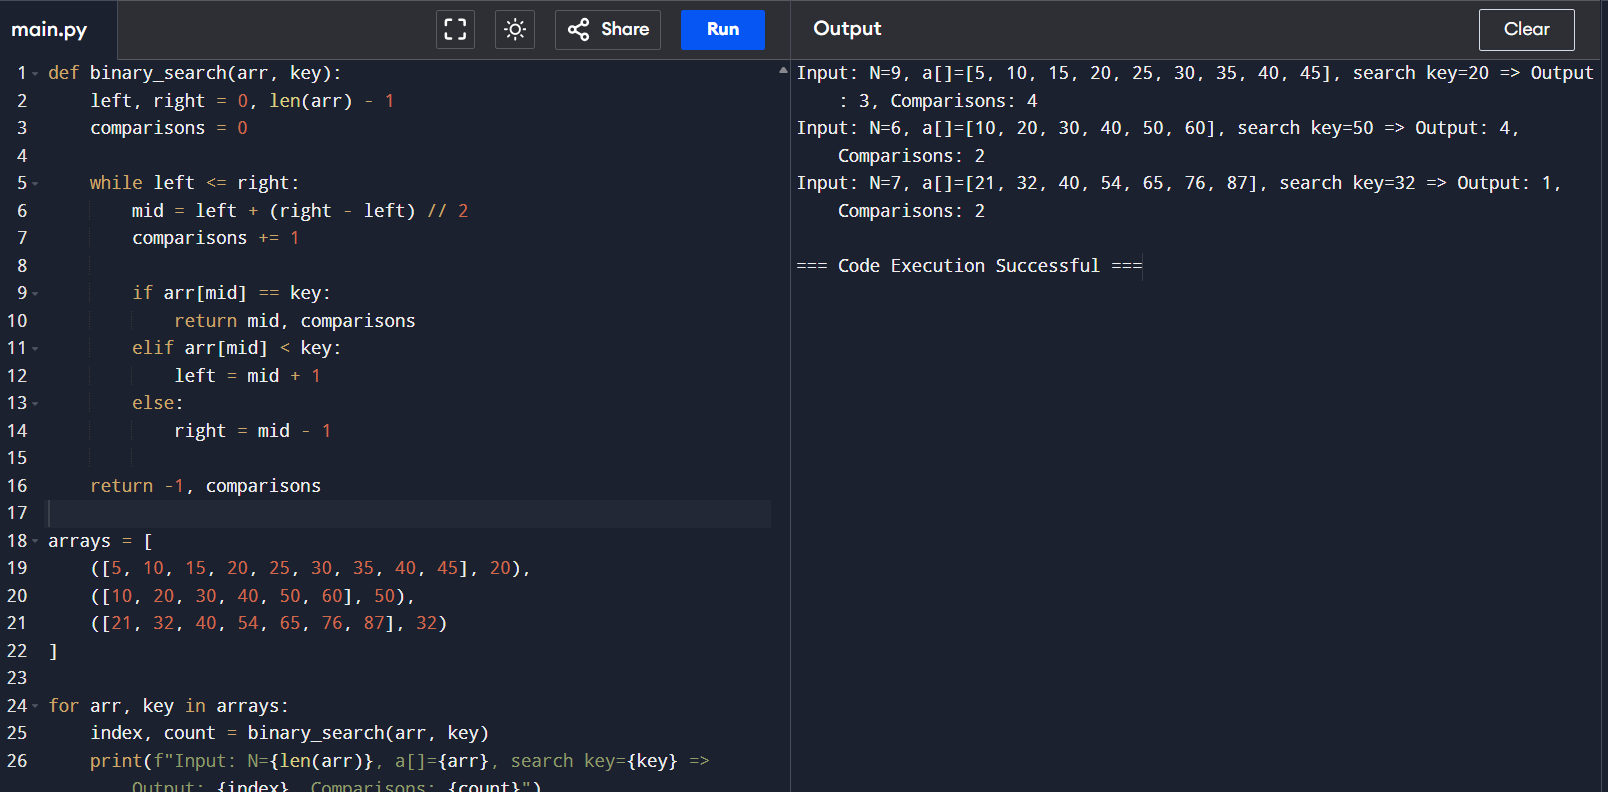 main.py
Share
Run
Output
Clear
1 def binary_search(arr, key):
2     left, right = 0, len(arr) - 1
3     comparisons = 0
4
5     while left <= right:
6         mid = left + (right - left) // 2
7         comparisons += 1
8
9         if arr[mid] == key:
10             return mid, comparisons
11         elif arr[mid] < key:
12             left = mid + 1
13         else:
14             right = mid - 1
15
16     return -1, comparisons
17
18 arrays = [
19     ([5, 10, 15, 20, 25, 30, 35, 40, 45], 20),
20     ([10, 20, 30, 40, 50, 60], 50),
21     ([21, 32, 40, 54, 65, 76, 87], 32)
22 ]
23
24 for arr, key in arrays:
25     index, count = binary_search(arr, key)
26     print(f"Input: N={len(arr)}, a[]={arr}, search key={key} =>
        Output: {index}, Comparisons: {count}")
Input: N=9, a[]=[5, 10, 15, 20, 25, 30, 35, 40, 45], search key=20 => Output
    : 3, Comparisons: 4
Input: N=6, a[]=[10, 20, 30, 40, 50, 60], search key=50 => Output: 4,
    Comparisons: 2
Input: N=7, a[]=[21, 32, 40, 54, 65, 76, 87], search key=32 => Output: 1,
    Comparisons: 2
=== Code Execution Successful ===